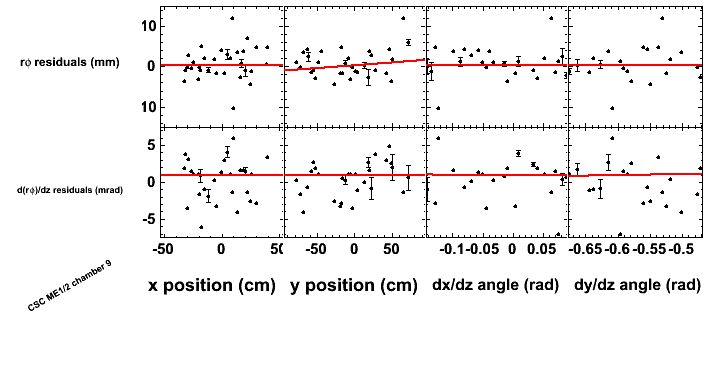 rϕ residuals (mm)
10
0
10
d(rϕ)/dz residuals (mrad)
5
0
-5
-50 0 50
-50 0 50
-0.1 -0.05 0 0.05
-0.65 -0.6 -0.55 -0.5
x position (cm) y position (cm) dx/dz angle (rad) dy/dz angle (rad)
CSC ME1/2 chamber 9